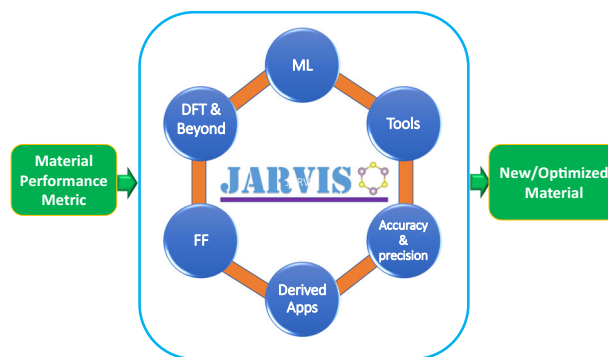 ML
DFT &
Beyond
Tools
Material
Performance
Metric
JARVIS
New/Optimized
Material
FF
Accuracy
&
precision
Derived
Apps